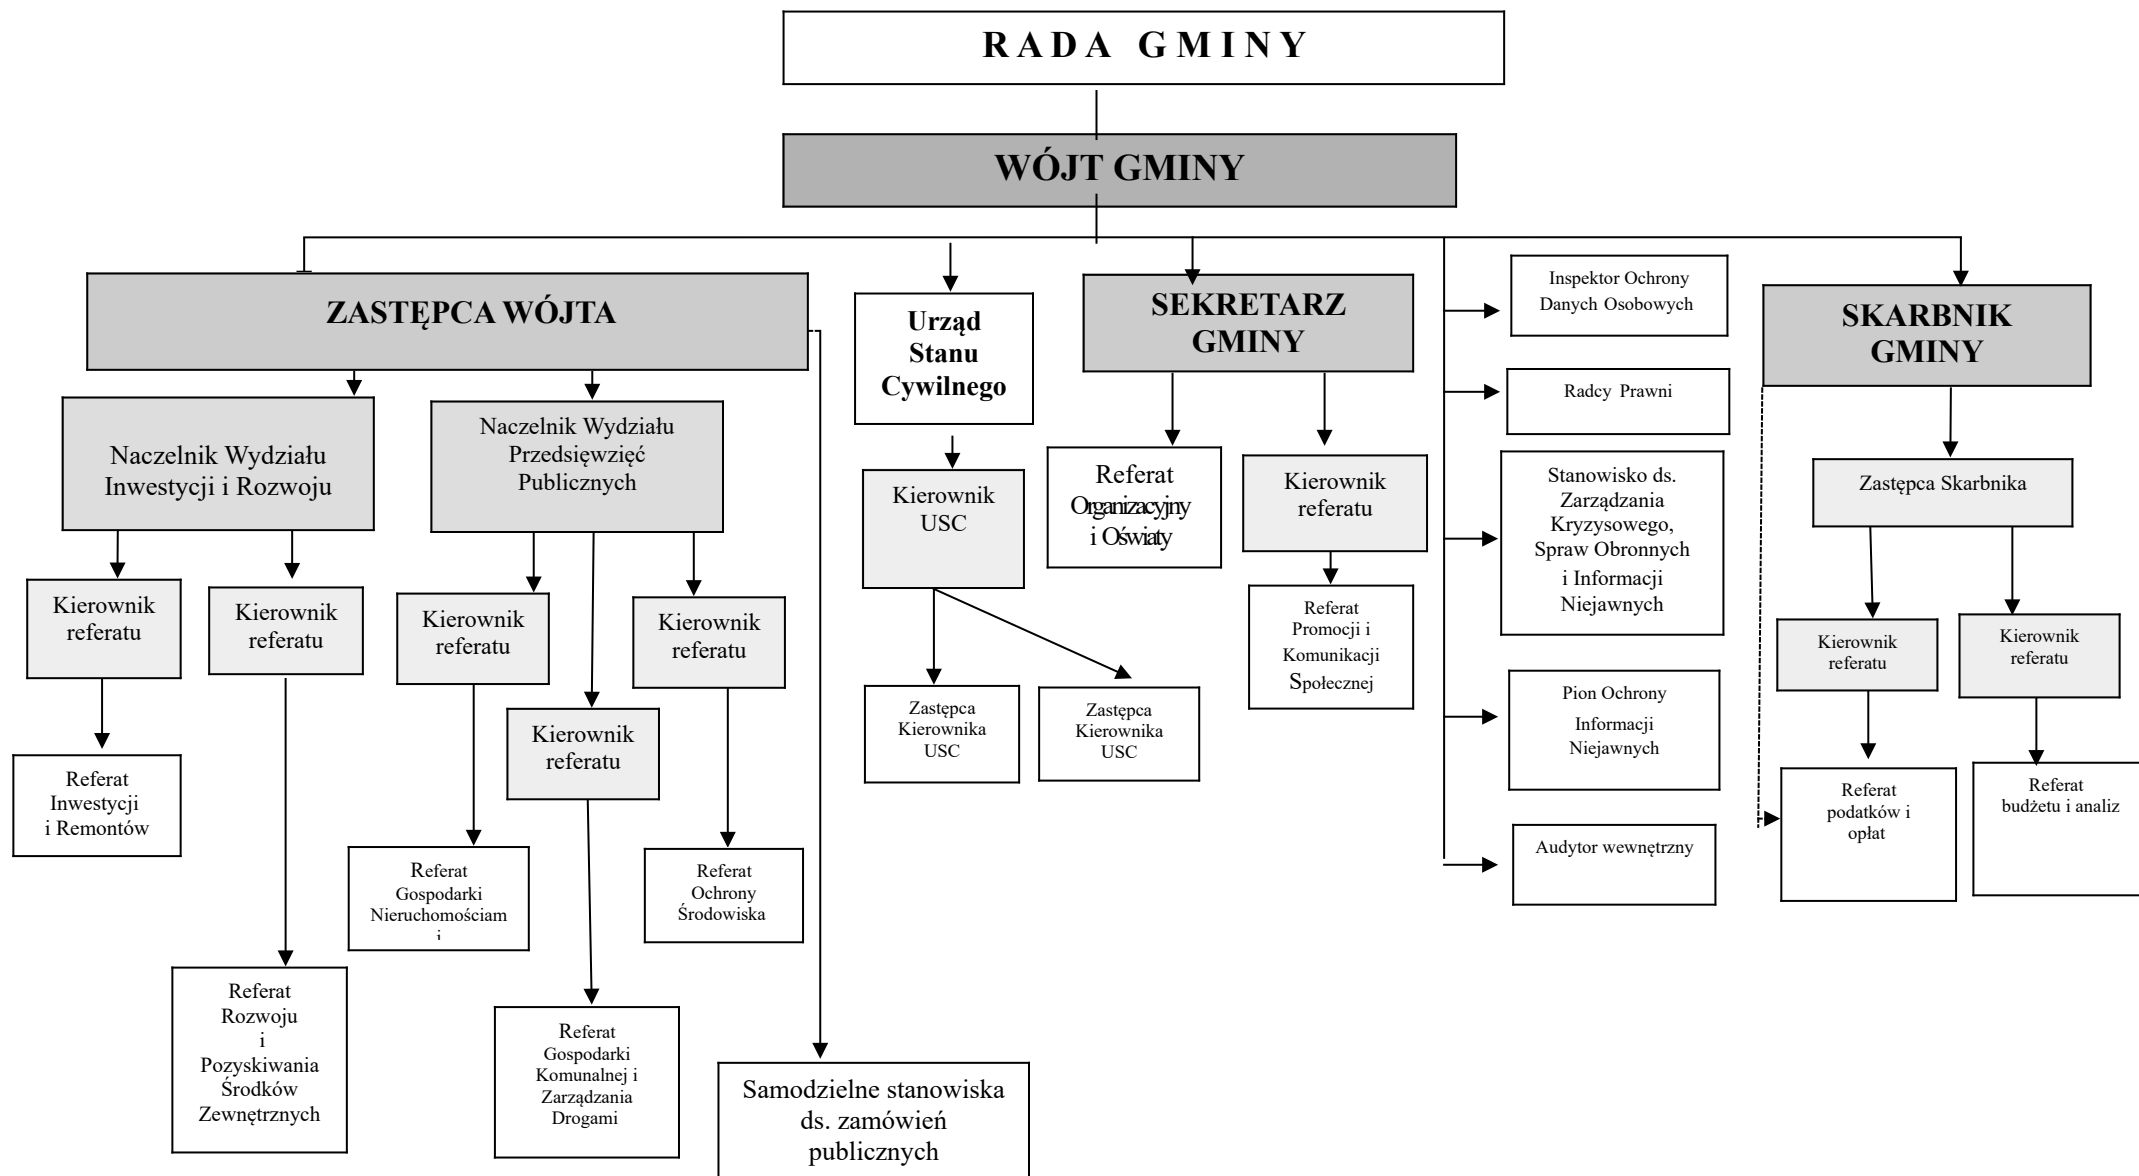 RADA GMINY
WÓJT GMINY
ZASTĘPCA WÓJTA
Urząd
Stanu
Cywilnego
SEKRETARZ
GMINY
Inspektor Ochrony
Danych Osobowych
SKARBNIK
GMINY
Radcy Prawni
Naczelnik Wydziału
Inwestycji i Rozwoju
Naczelnik Wydziału
Przedsięwzięć
Publicznych
Kierownik
USC
Referat
Organizacyjny
i Oświaty
Kierownik
referatu
Stanowisko ds.
Zarządzania
Kryzysowego,
Spraw Obronnych
i Informacji
Niejawnych
Zastępca Skarbnika
Kierownik
referatu
Kierownik
referatu
Kierownik
referatu
Kierownik
referatu
Kierownik
referatu
Referat
Promocji i
Komunikacji
Społecznej
Kierownik
referatu
Kierownik
referatu
Zastępca
Kierownika
USC
Zastępca
Kierownika
USC
Pion Ochrony
Informacji
Niejawnych
Referat
Inwestycji
i Remontów
Kierownik
referatu
Referat
podatków i
opłat
Referat
budżetu i analiz
Audytor wewnętrzny
Referat
Gospodarki
Nieruchomościam
i
Referat
Ochrony
Środowiska
Referat
Rozwoju
i
Pozyskiwania
Środków
Zewnętrznych
Referat
Gospodarki
Komunalnej i
Zarządzania
Drogami
Samodzielne stanowiska
ds. zamówień
publicznych